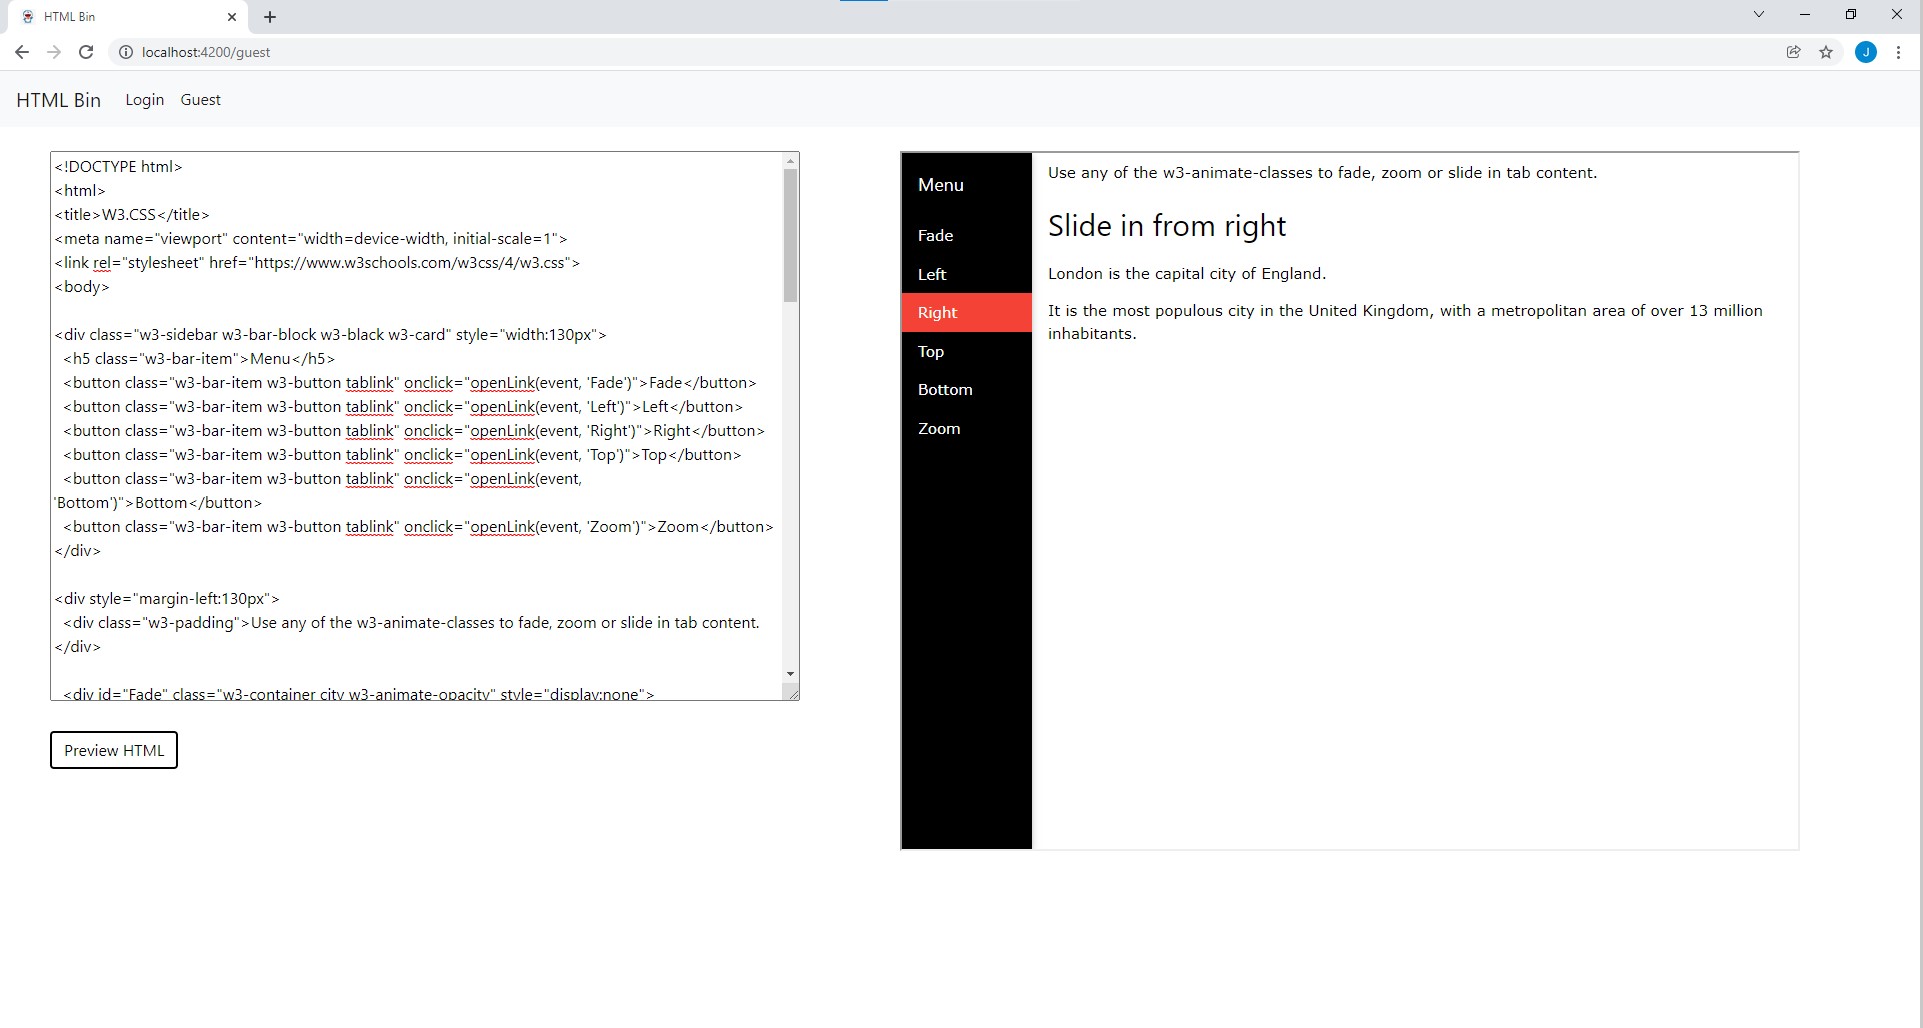 HTML Bin
localhost:4200/guest
J
HTML Bin Login Guest
<!DOCTYPE html>
<html>
<title>W3.CSS</title>
<meta name="viewport" content="width=device-width, initial-scale=1">
<link rel="stylesheet" href="https://www.w3schools.com/w3css/4/w3.css">
<body>
<div class="w3-sidebar w3-bar-block w3-black w3-card" style="width:130px">
<h5 class="w3-bar-item">Menu</h5>
<button class="w3-bar-item w3-button tablink" onclick="openLink(event, 'Fade')">Fade</button>
<button class="w3-bar-item w3-button tablink" onclick="openLink(event, 'Left')">Left</button>
<button class="w3-bar-item w3-button tablink" onclick="openLink(event, 'Right')">Right</button>
<button class="w3-bar-item w3-button tablink" onclick="openLink(event, 'Top')">Top</button>
<button class="w3-bar-item w3-button tablink" onclick="openLink(event,
'Bottom')">Bottom</button>
<button class="w3-bar-item w3-button tablink" onclick="openLink(event, 'Zoom')">Zoom</button>
</div>
<div style="margin-left:130px">
<div class="w3-padding">Use any of the w3-animate-classes to fade, zoom or slide in tab content.
</div>
<div id="Fade" class="w3-container city w3-animate-opacity" style="display:none">
Preview HTML
Menu
Fade
Left
Right
Top
Bottom
Zoom
Use any of the w3-animate-classes to fade, zoom or slide in tab content.
Slide in from right
London is the capital city of England.
It is the most populous city in the United Kingdom, with a metropolitan area of over 13 million
inhabitants.